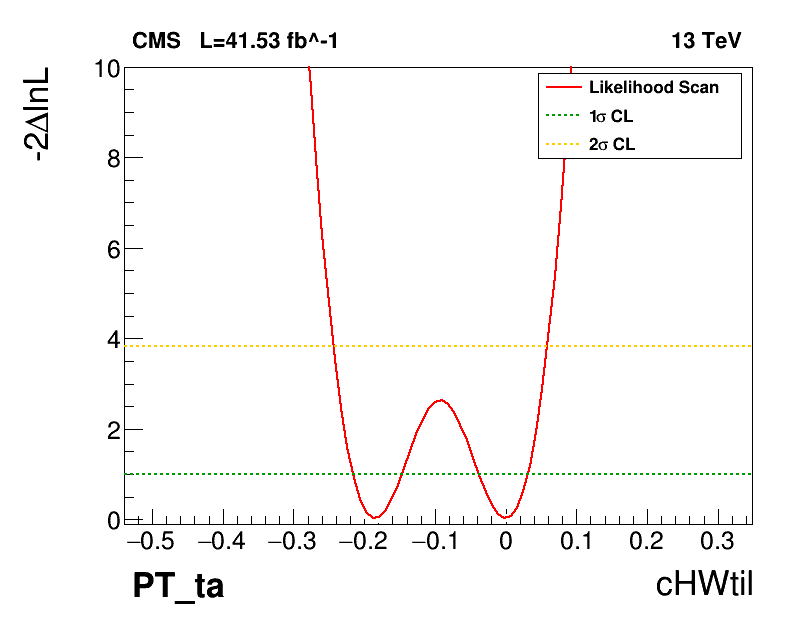 CMS L=41.53 fb^-1 13 TeV
-2ΔlnL
10
8
6
4
2
0
Likelihood Scan
1σ CL
2σ CL
−0.5 −0.4 −0.3 −0.2 −0.1 0 0.1 0.2 0.3
PT_ta cHWtil